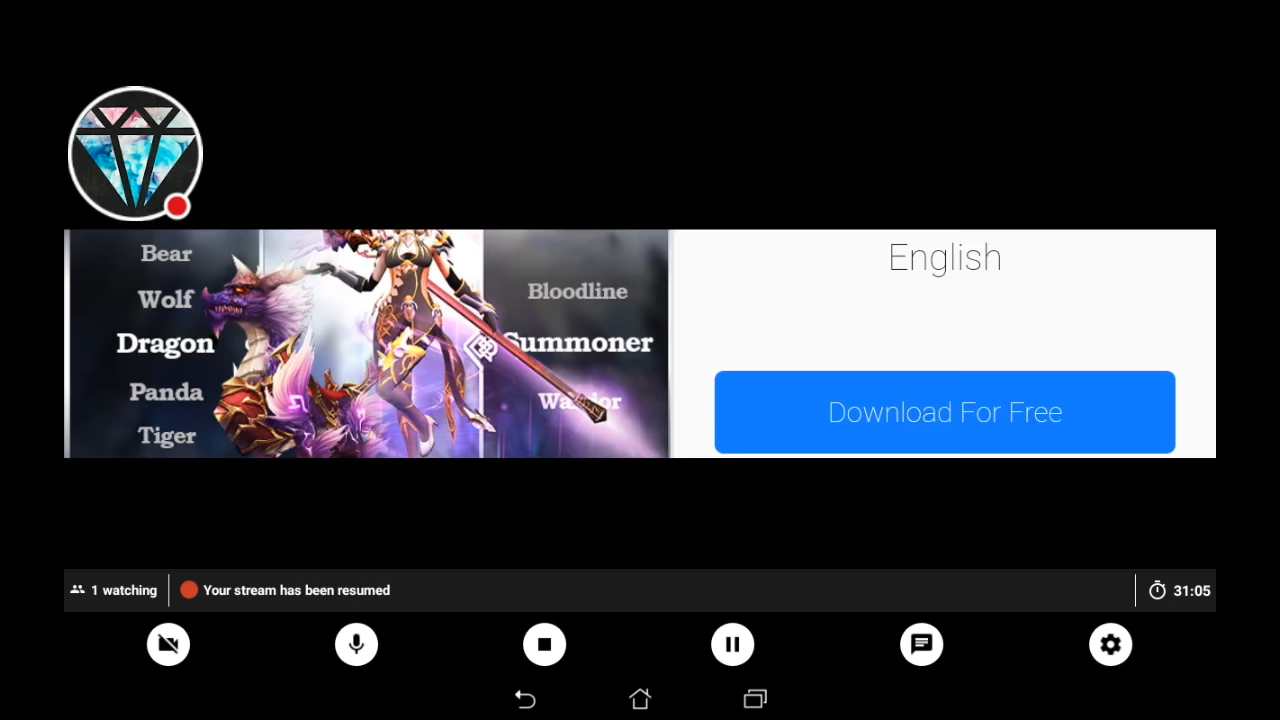 Bear
Wolf
Dragon
Panda
Tiger
Bloodline
Summoner
Warrior
English
Download For Free
1 watching
Your stream has been resumed
31:05